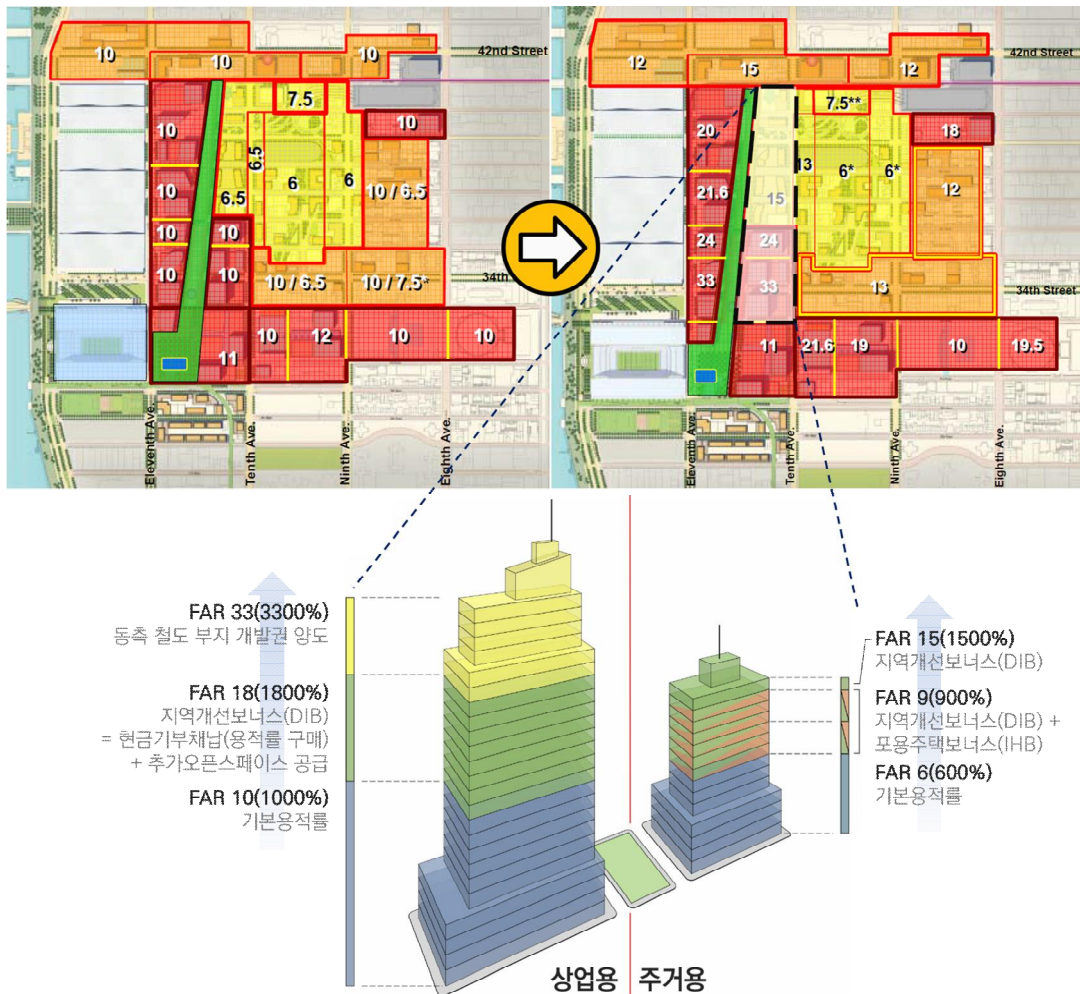 10
10
10
42nd Street
7.5
10
10
6.5
6.5
6
6
10 / 6.5
10
10
10
10
10
10 / 6.5
10 / 7.5*
34th
11
10
12
10
10
Eleventh Ave.
Tenth Ave.
Ninth Ave.
Eighth Ave.
12
15
12
42nd Street
7.5**
20
18
13
6*
6*
12
21.6
15
24
24
33
33
13
34th Street
11
21.6
19
10
19.5
Eleventh Ave.
Tenth Ave.
Ninth Ave.
Eighth Ave.
FAR 33(3300%)
동측 철도 부지 개발권 양도
FAR 18(1800%)
지역개선보너스(DIB)
= 현금기부채납(용적률 구매)
+ 추가오픈스페이스 공급
FAR 10(1000%)
기본용적률
FAR 15(1500%)
지역개선보너스(DIB)
FAR 9(900%)
지역개선보너스(DIB) +
포용주택보너스(IHB)
FAR 6(600%)
기본용적률
상업용 주거용